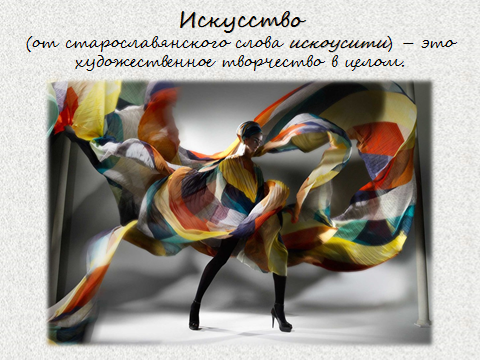 Искусство
(от старославянского слова искоусити) – это
художественное творчество в целом.